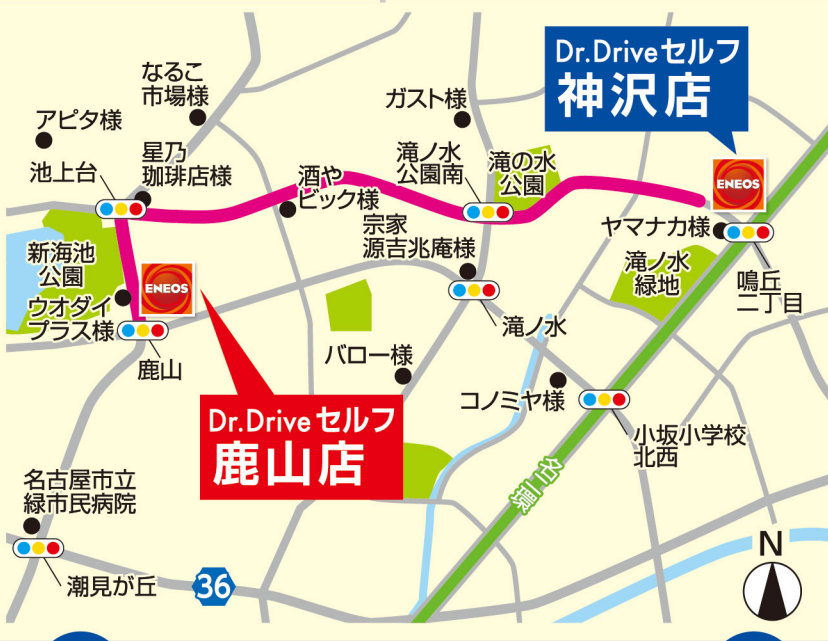 Dr.Driveセルフ
神沢店
なるこ
市場様
ガスト様
アピタ様
星乃
珈琲店様
池上台
酒や
ビック様
滝ノ水
公園南
滝の水
公園
ENEOS
ヤマナカ様
宗家
源吉兆庵様
新海池
公園
ENEOS
滝ノ水
緑地
鳴丘
二丁目
ウオダイ
プラス様
鹿山
滝ノ水
バロー様
コノミヤ様
Dr.Driveセルフ
鹿山店
小坂小学校
北西
名二環
名古屋市立
緑市民病院
潮見が丘
36
N